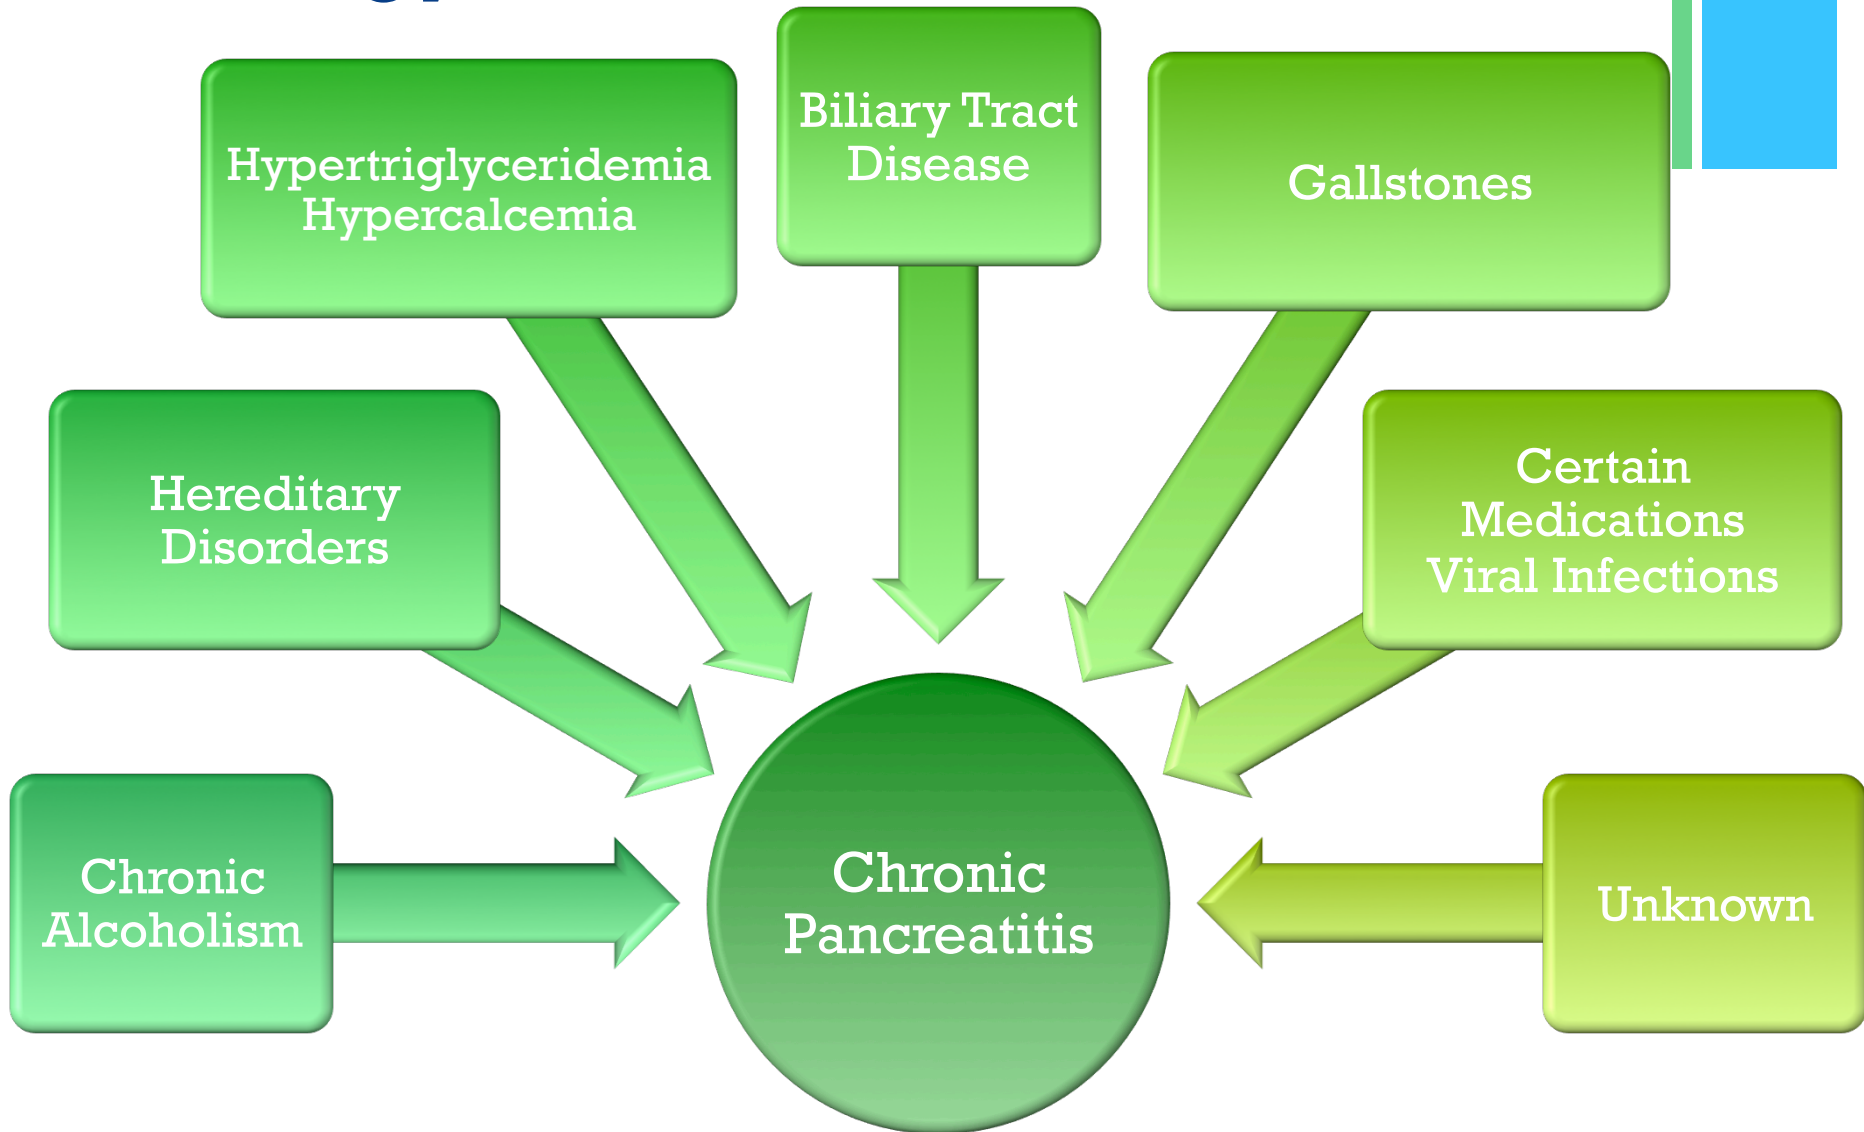 Biliary Tract
Disease
Hypertriglyceridemia
Hypercalcemia
Gallstones
Hereditary
Disorders
Certain
Medications
Viral Infections
Chronic
Alcoholism
Chronic
Pancreatitis
Unknown